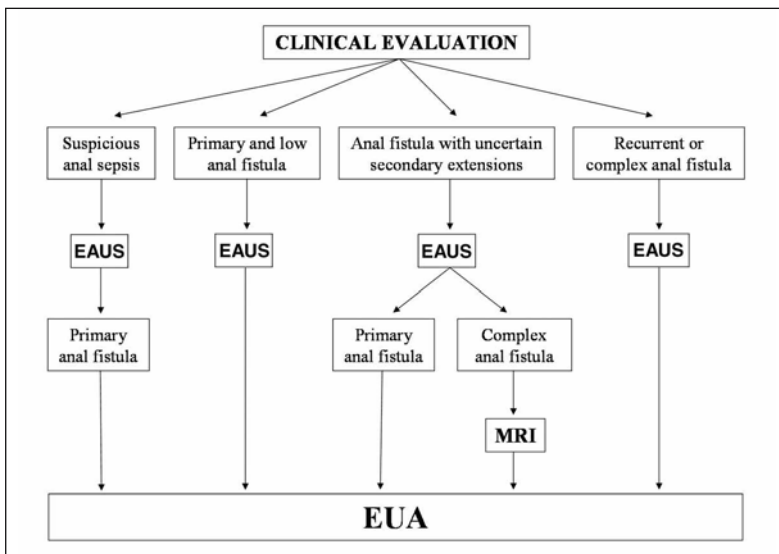 CLINICAL EVALUATION
Suspicious
anal sepsis
Primary and low
anal fistula
Anal fistula with uncertain
secondary extensions
Recurrent or
complex anal fistula
EAUS
EAUS
EAUS
EAUS
Primary
anal fistula
Primary
anal fistula
Complex
anal fistula
MRI
EUA